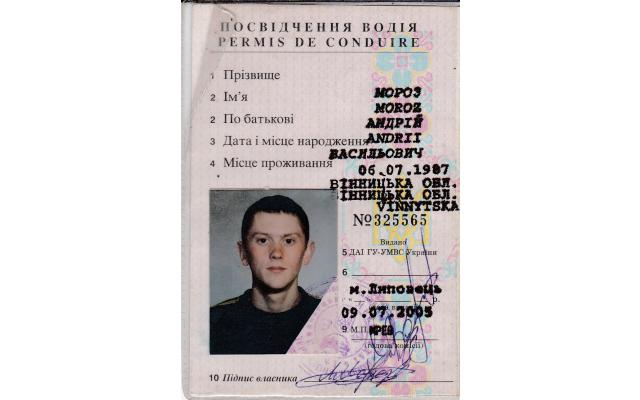 ПОСВІДЧЕННЯ ВОДІЯ
PERMIS DE CONDUIRE
1 Прізвище
МОРОЗ
2 Ім'я
MOROZ
2 По батькові
АНДРІЙ
3 Дата і місце народження
ANDRII
ВАСИЛЬОВИЧ
4 Місце проживання
06.07.1987
ВІННИЦЬКА ОБЛ.
ВІННИЦЬКА ОБЛ.
VINNYTSKA
№325565
Видано
5 ДАІ ГУ-УМВС України
6
м.Липовець
р.
09.07.2005
9 М.П.
МРЕВ
(голова комісії)
10 Підпис власника